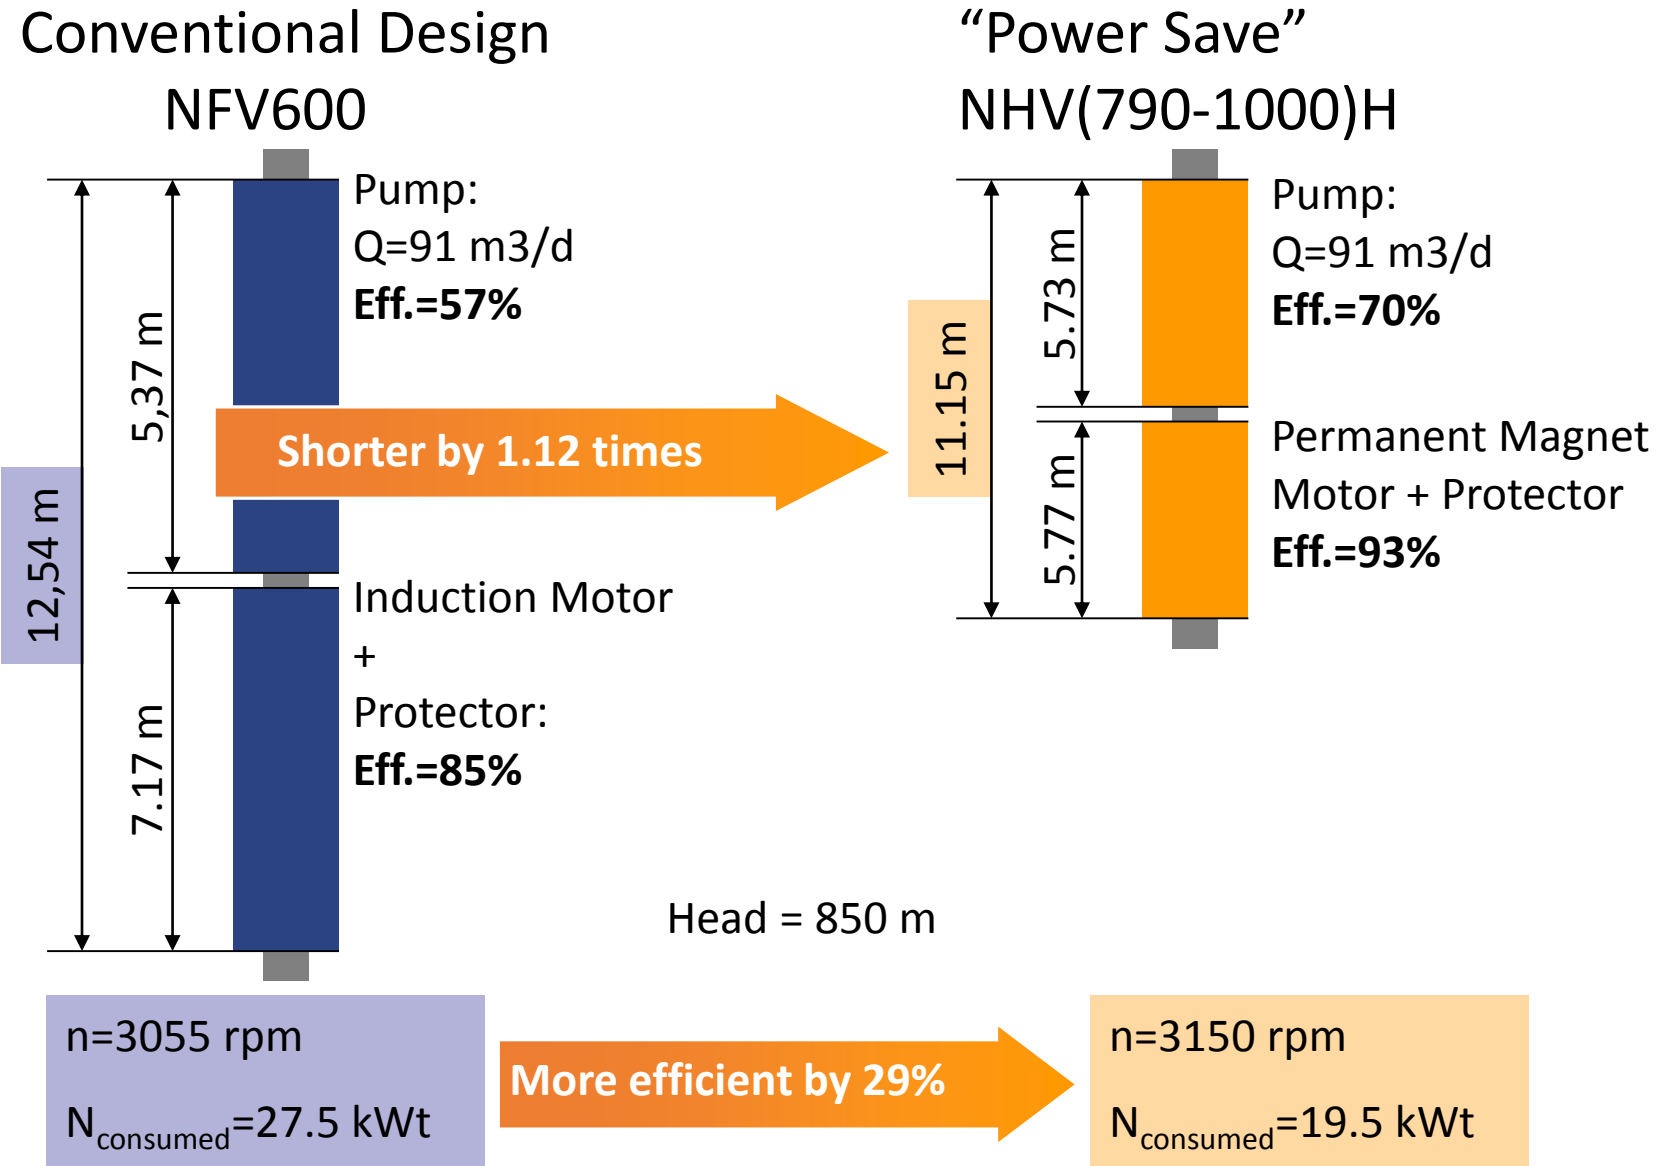 Conventional Design
NFV600
“Power Save”
NHV(790-1000)H
Pump:
Q=91 m3/d
Eff.=57%
5,37 m
12,54 m
7.17 m
Induction Motor
+
Protector:
Eff.=85%
Shorter by 1.12 times
Pump:
Q=91 m3/d
Eff.=70%
5.73 m
11.15 m
5.77 m
Permanent Magnet
Motor + Protector
Eff.=93%
Head = 850 m
n=3055 rpm
Nconsumed=27.5 kWt
More efficient by 29%
n=3150 rpm
Nconsumed=19.5 kWt